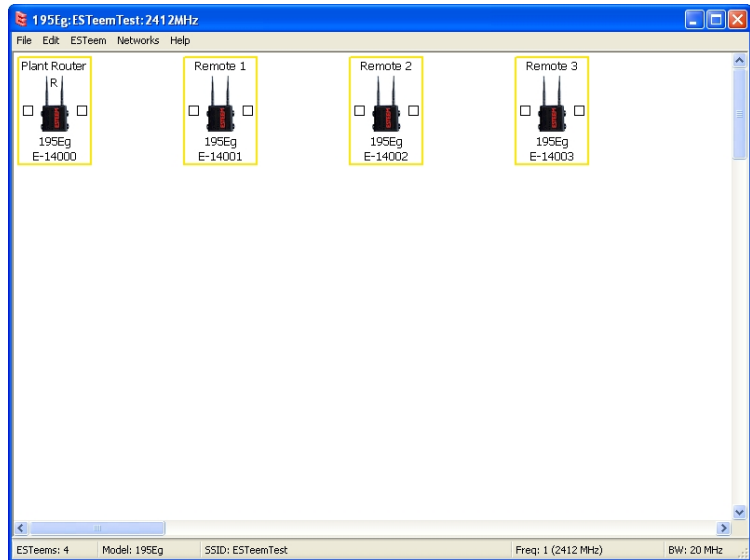 195Eg:ESTeemTest:2412MHz
File Edit ESTeem Networks Help
Plant Router Remote 1 Remote 2 Remote 3
R
195Eg 195Eg 195Eg 195Eg
E-14000 E-14001 E-14002 E-14003
ESTeems: 4 Model: 195Eg SSID: ESTeemTest Freq: 1 (2412 MHz) BW: 20 MHz